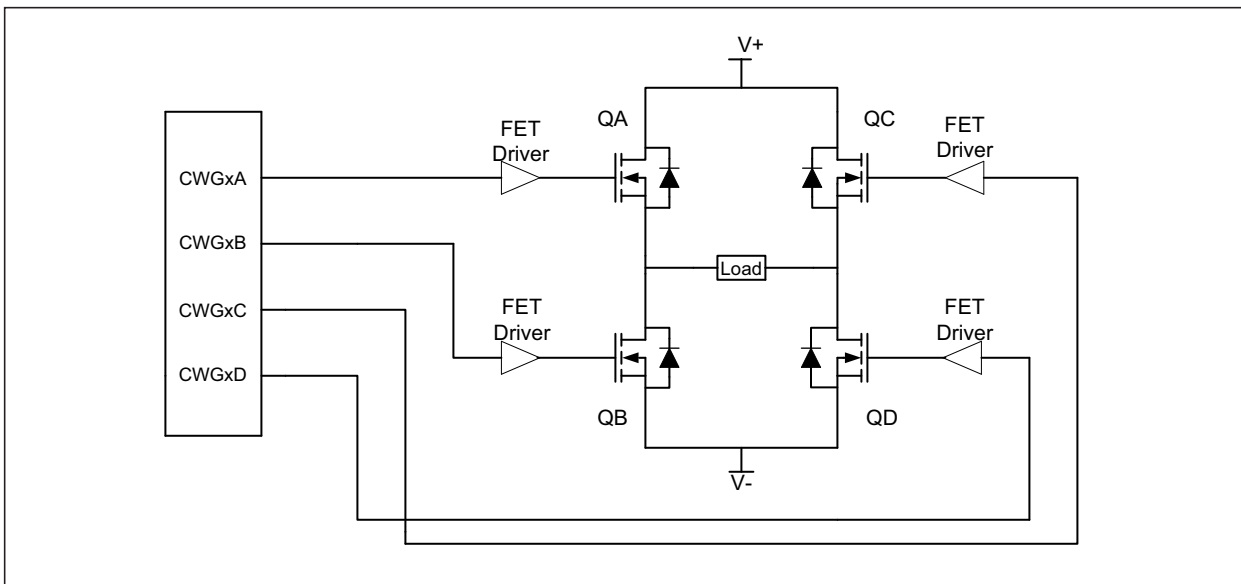 V+
QA
QC
FET
Driver
FET
Driver
CWGxA
CWGxB
Load
CWGxC
FET
Driver
FET
Driver
CWGxD
QB
QD
V-